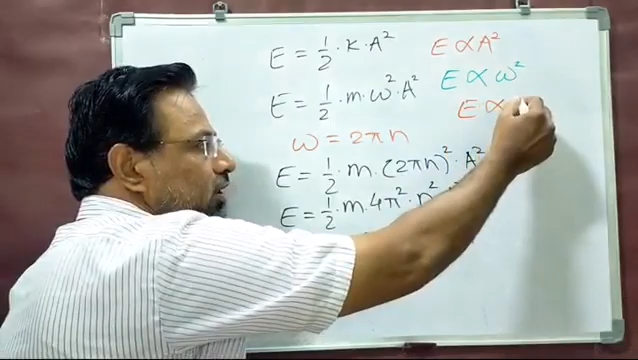 E = 1/2 · K · A²
E ∝ A²
E = 1/2 · m · ω² · A²
E ∝ ω²
E ∝
ω = 2πn
E = 1/2 · m · (2πn)² · A²
E = 1/2 · m · 4π² · n² ·